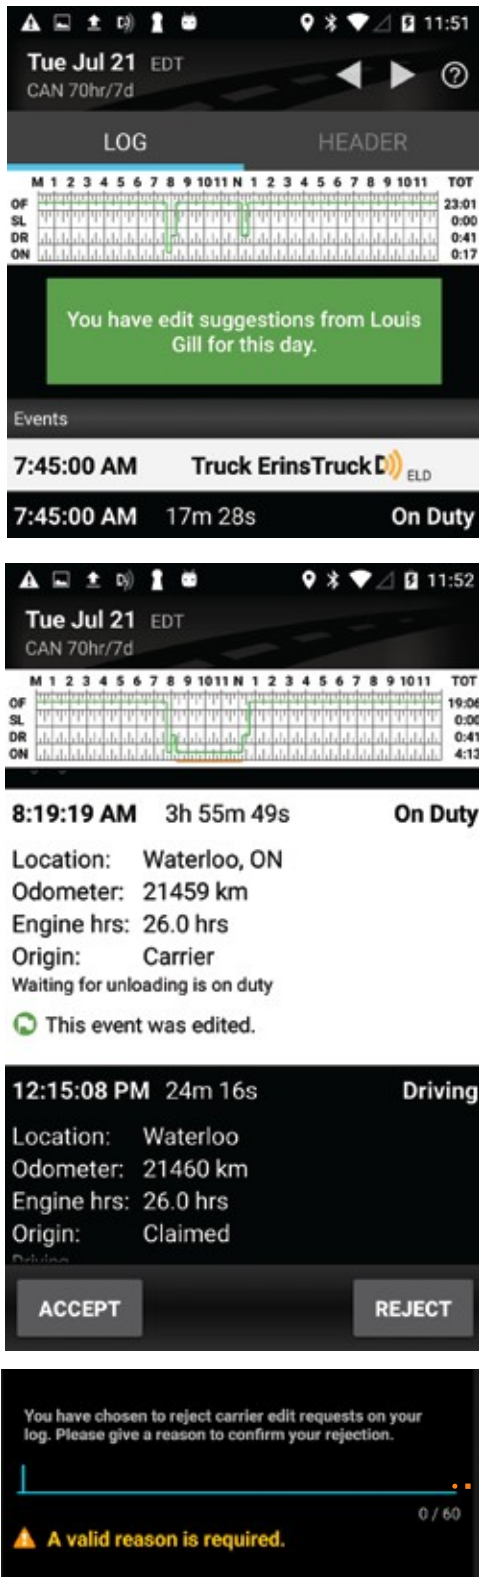 11:51
Tue Jul 21 EDT
CAN 70hr/7d
LOG HEADER
M 1 2 3 4 5 6 7 8 9 10 11 N 1 2 3 4 5 6 7 8 9 10 11 TOT
OF 23:01
SL 0:00
DR 0:41
ON 0:17
You have edit suggestions from Louis
Gill for this day.
Events
7:45:00 AM Truck ErinsTruck ELD
7:45:00 AM 17m 28s On Duty
11:52
Tue Jul 21 EDT
CAN 70hr/7d
M 1 2 3 4 5 6 7 8 9 10 11 N 1 2 3 4 5 6 7 8 9 10 11 TOT
OF 19:06
SL 0:00
DR 0:41
ON 4:13
8:19:19 AM 3h 55m 49s On Duty
Location: Waterloo, ON
Odometer: 21459 km
Engine hrs: 26.0 hrs
Origin: Carrier
Waiting for unloading is on duty
This event was edited.
12:15:08 PM 24m 16s Driving
Location: Waterloo
Odometer: 21460 km
Engine hrs: 26.0 hrs
Origin: Claimed
Driving
ACCEPT REJECT
You have chosen to reject carrier edit requests on your
log. Please give a reason to confirm your rejection.
0 / 60
A valid reason is required.